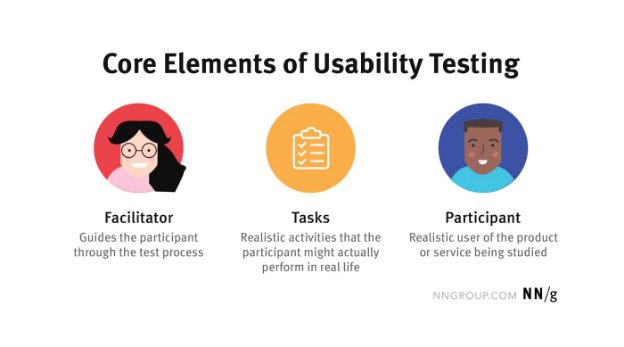 Core Elements of Usability Testing
Facilitator
Guides the participant
through the test process
Tasks
Realistic activities that the
participant might actually
perform in real life
Participant
Realistic user of the product
or service being studied
NNGROUP.COM NN/g